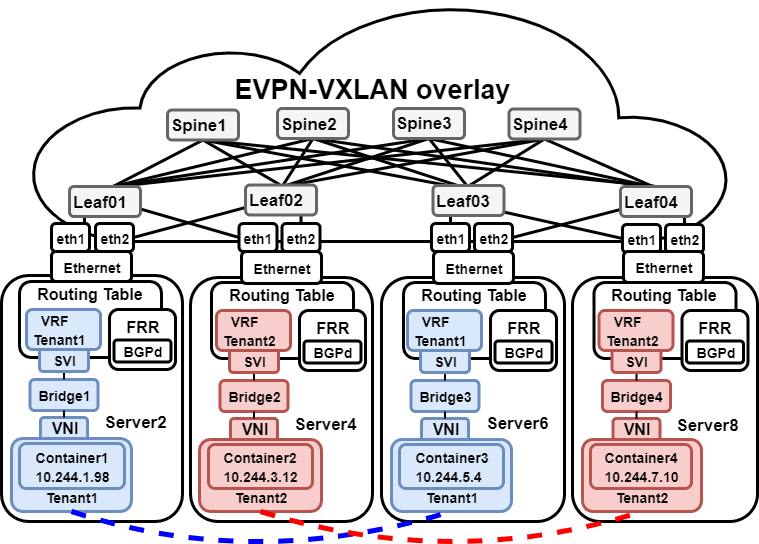 EVPN-VXLAN overlay
Spine1
Spine2
Spine3
Spine4
Leaf01
Leaf02
Leaf03
Leaf04
eth1
eth2
eth1
eth2
eth1
eth2
eth1
eth2
Ethernet
Ethernet
Ethernet
Ethernet
Routing Table
VRF
Tenant1
SVI
FRR
BGPd
Bridge1
VNI
Server2
Container1
10.244.1.98
Tenant1
Routing Table
VRF
Tenant2
SVI
FRR
BGPd
Bridge2
VNI
Server4
Container2
10.244.3.12
Tenant2
Routing Table
VRF
Tenant1
SVI
FRR
BGPd
Bridge3
VNI
Server6
Container3
10.244.5.4
Tenant1
Routing Table
VRF
Tenant2
SVI
FRR
BGPd
Bridge4
VNI
Server8
Container4
10.244.7.10
Tenant2